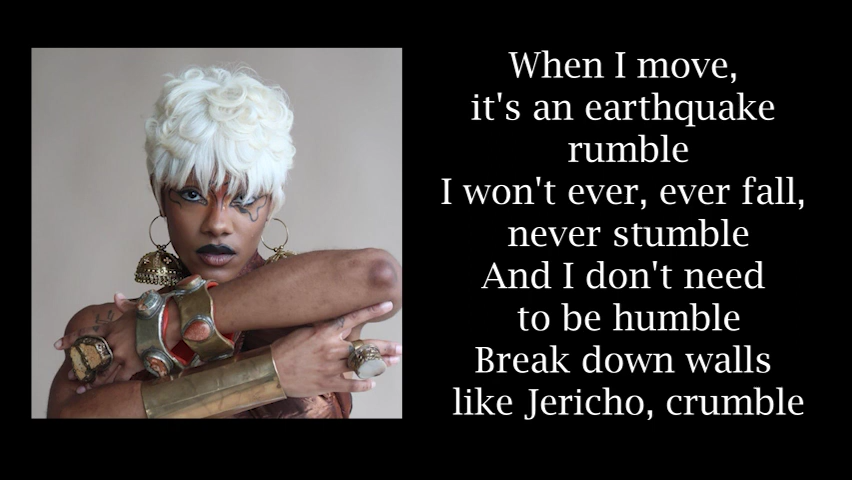 When I move,
it's an earthquake
rumble
I won't ever, ever fall,
never stumble
And I don't need
to be humble
Break down walls
like Jericho, crumble